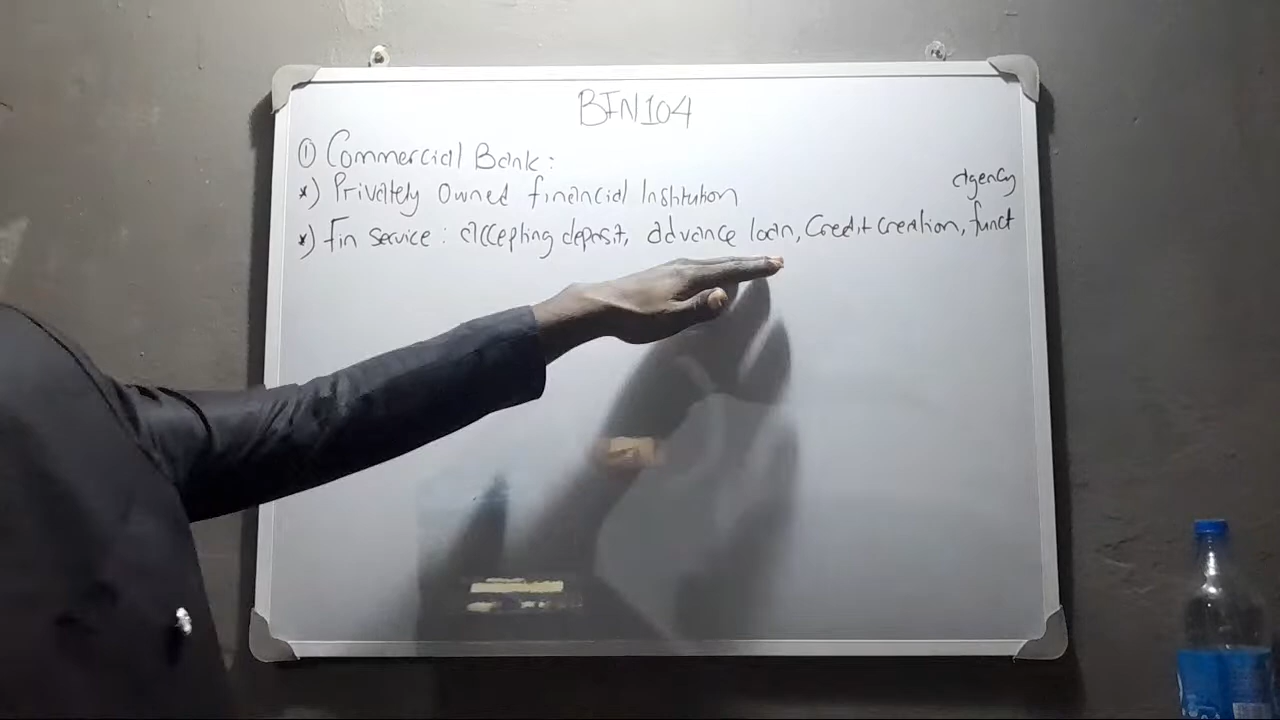 BFN104
① Commercial Bank:
*) Privately Owned financial Institution
agency
*) Fin service: accepting deposit, advance loan, Credit Creation, funct